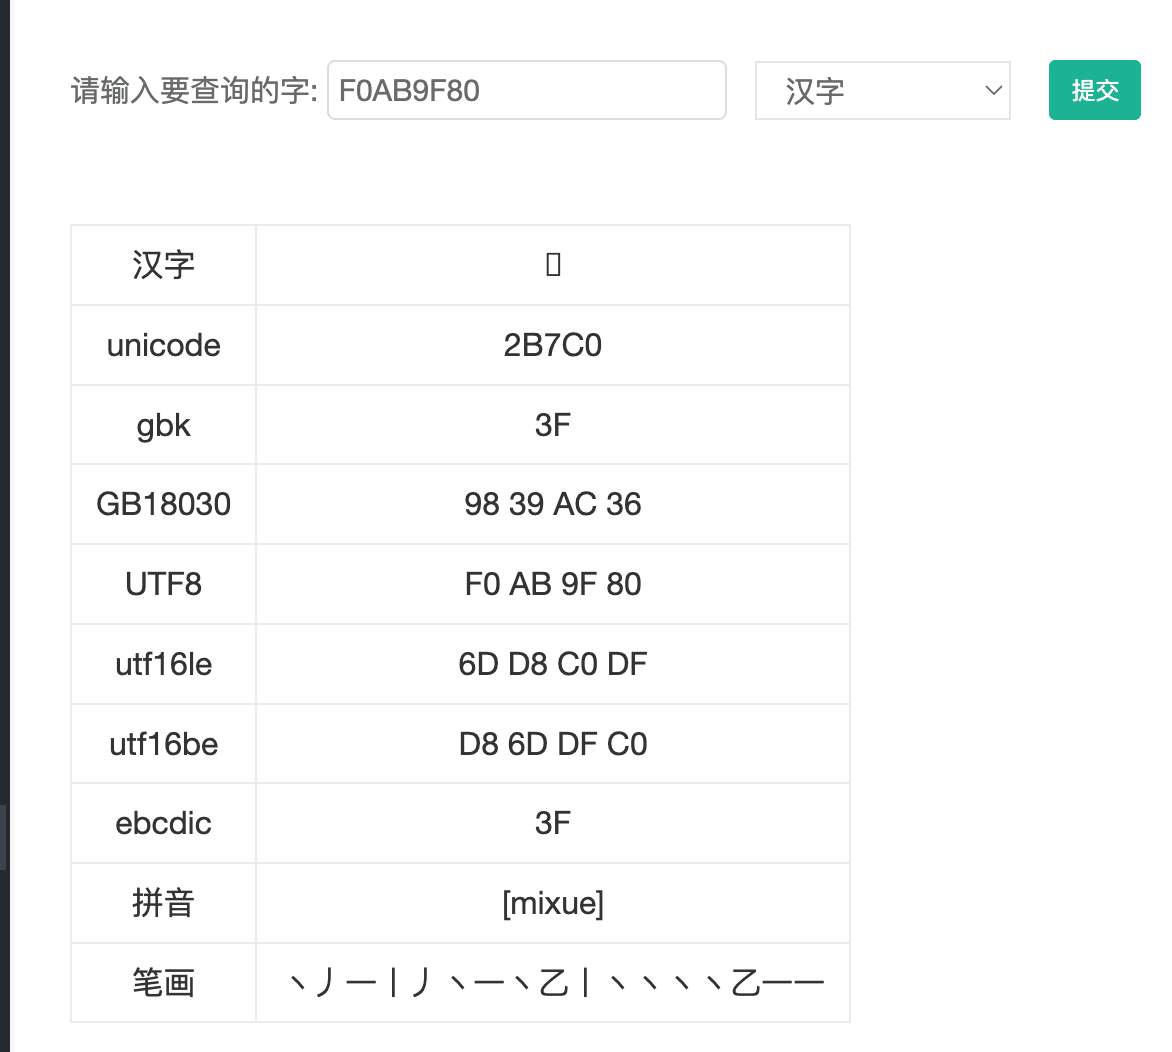 请输入要查询的字: F0AB9F80 汉字 提交
汉字 𫟀
unicode 2B7C0
gbk 3F
GB18030 98 39 AC 36
UTF8 F0 AB 9F 80
utf16le 6D D8 C0 DF
utf16be D8 6D DF C0
ebcdic 3F
拼音 [mixue]
笔画 丶丿一丨丿丶一丶乙丨丶丶丶丶乙一一